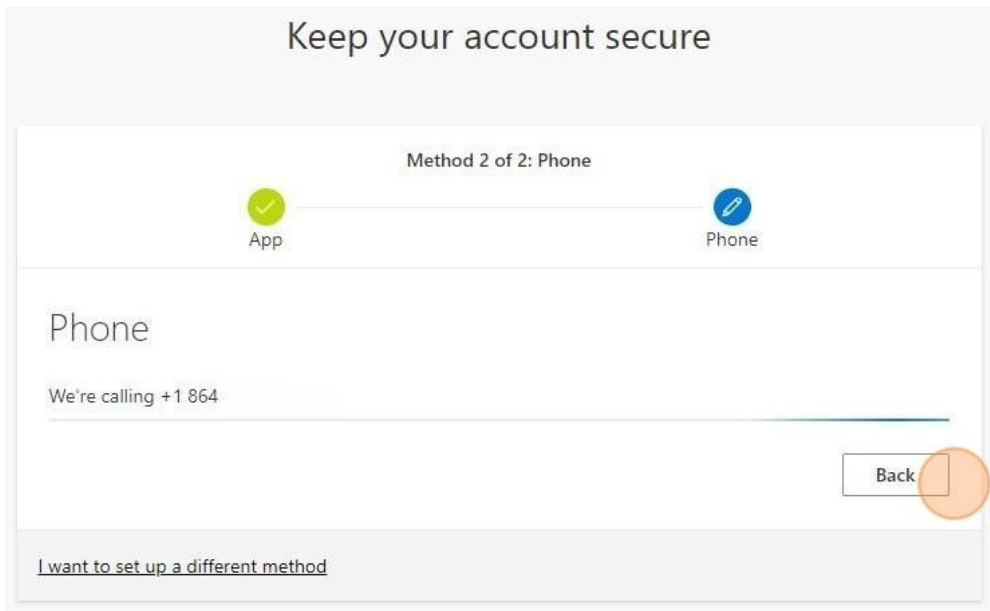 Keep your account secure
Method 2 of 2: Phone
App
Phone
Phone
We're calling +1 864
Back
I want to set up a different method